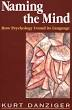 Naming
the Mind
How Psychology Found Its Language
KURT DANZIGER